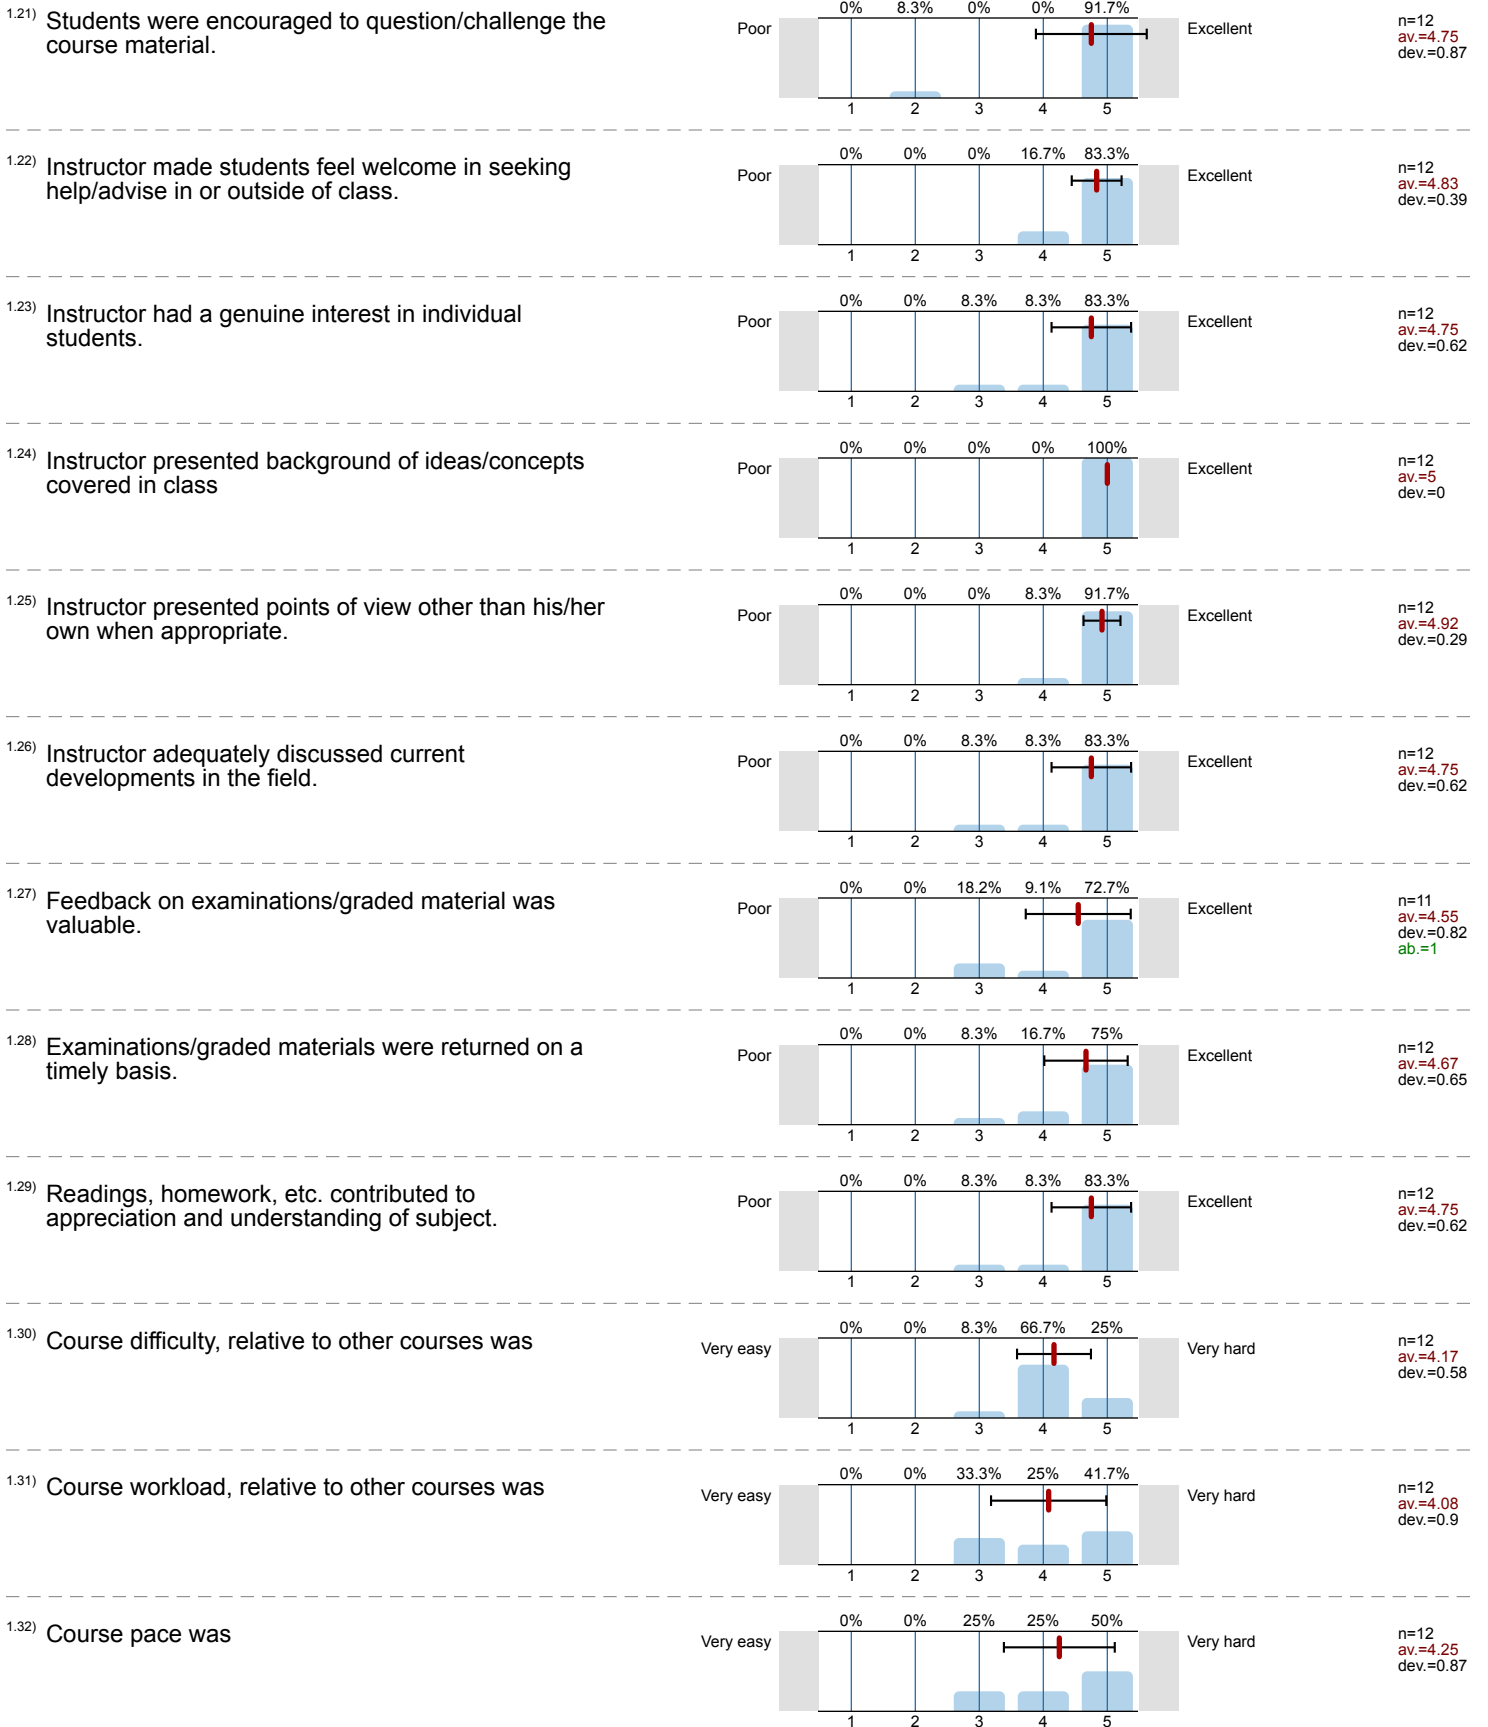 1.21) Students were encouraged to question/challenge the
course material.
0% 8.3% 0% 0% 91.7%
Poor Excellent
n=12
av.=4.75
dev.=0.87
1 2 3 4 5
1.22) Instructor made students feel welcome in seeking
help/advise in or outside of class.
0% 0% 0% 16.7% 83.3%
Poor Excellent
n=12
av.=4.83
dev.=0.39
1 2 3 4 5
1.23) Instructor had a genuine interest in individual
students.
0% 0% 8.3% 8.3% 83.3%
Poor Excellent
n=12
av.=4.75
dev.=0.62
1 2 3 4 5
1.24) Instructor presented background of ideas/concepts
covered in class
0% 0% 0% 0% 100%
Poor Excellent
n=12
av.=5
dev.=0
1 2 3 4 5
1.25) Instructor presented points of view other than his/her
own when appropriate.
0% 0% 0% 8.3% 91.7%
Poor Excellent
n=12
av.=4.92
dev.=0.29
1 2 3 4 5
1.26) Instructor adequately discussed current
developments in the field.
0% 0% 8.3% 8.3% 83.3%
Poor Excellent
n=12
av.=4.75
dev.=0.62
1 2 3 4 5
1.27) Feedback on examinations/graded material was
valuable.
0% 0% 18.2% 9.1% 72.7%
Poor Excellent
n=11
av.=4.55
dev.=0.82
ab.=1
1 2 3 4 5
1.28) Examinations/graded materials were returned on a
timely basis.
0% 0% 8.3% 16.7% 75%
Poor Excellent
n=12
av.=4.67
dev.=0.65
1 2 3 4 5
1.29) Readings, homework, etc. contributed to
appreciation and understanding of subject.
0% 0% 8.3% 8.3% 83.3%
Poor Excellent
n=12
av.=4.75
dev.=0.62
1 2 3 4 5
1.30) Course difficulty, relative to other courses was
0% 0% 8.3% 66.7% 25%
Very easy Very hard
n=12
av.=4.17
dev.=0.58
1 2 3 4 5
1.31) Course workload, relative to other courses was
0% 0% 33.3% 25% 41.7%
Very easy Very hard
n=12
av.=4.08
dev.=0.9
1 2 3 4 5
1.32) Course pace was
0% 0% 25% 25% 50%
Very easy Very hard
n=12
av.=4.25
dev.=0.87
1 2 3 4 5